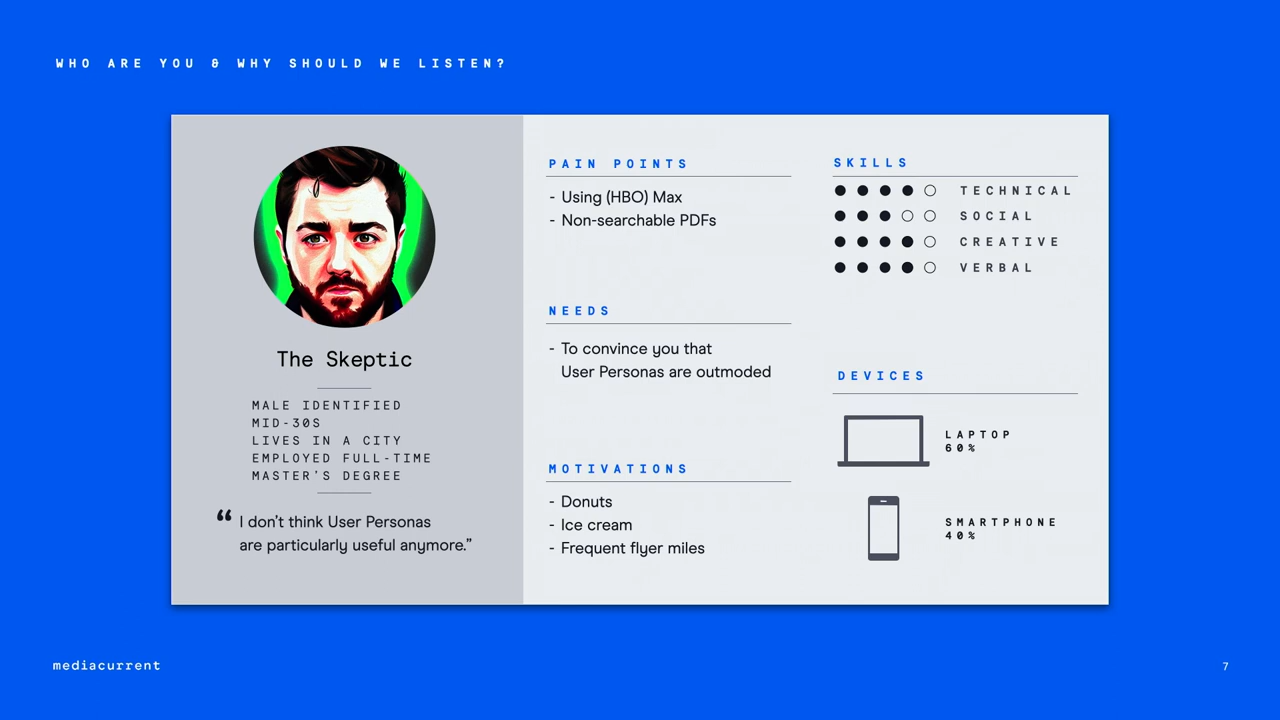 WHO ARE YOU & WHY SHOULD WE LISTEN?
The Skeptic
MALE IDENTIFIED
MID-30S
LIVES IN A CITY
EMPLOYED FULL-TIME
MASTER'S DEGREE
“ I don't think User Personas
are particularly useful anymore.”
PAIN POINTS
- Using (HBO) Max
- Non-searchable PDFs
NEEDS
- To convince you that
User Personas are outmoded
MOTIVATIONS
- Donuts
- Ice cream
- Frequent flyer miles
SKILLS
TECHNICAL
SOCIAL
CREATIVE
VERBAL
DEVICES
LAPTOP
60%
SMARTPHONE
40%
mediacurrent
7